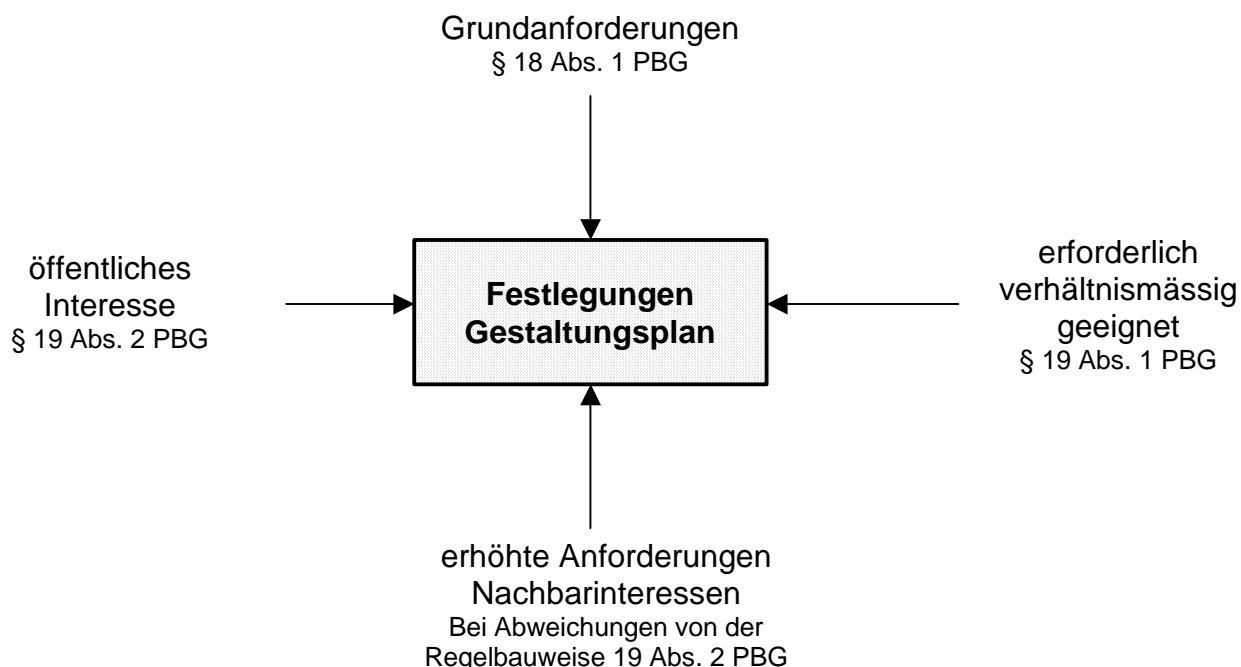 Grundanforderungen
§ 18 Abs. 1 PBG
öffentliches
Interesse
§ 19 Abs. 2 PBG
Festlegungen
Gestaltungsplan
erforderlich
verhältnismässig
geeignet
§ 19 Abs. 1 PBG
erhöhte Anforderungen
Nachbarinteressen
Bei Abweichungen von der
Regelbauweise 19 Abs. 2 PBG